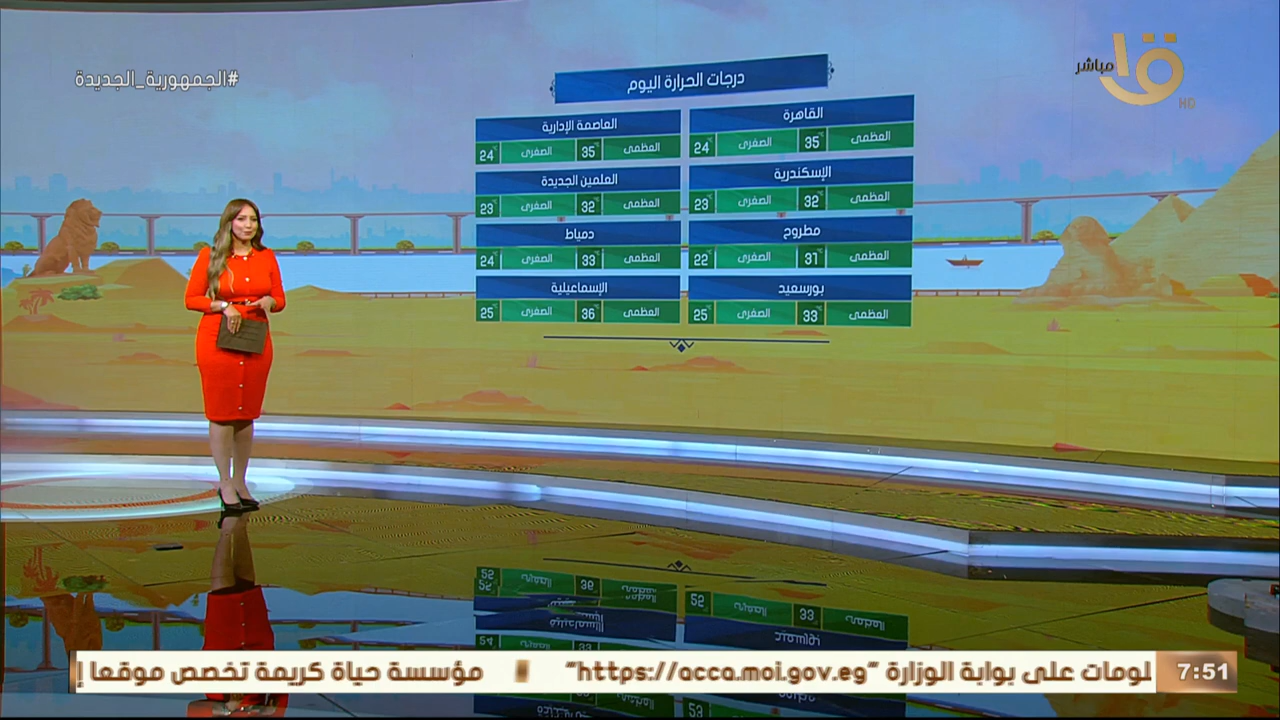 #الجمهورية_الجديدة
مباشر
HD
درجات الحرارة اليوم
القاهرة
العظمى 35°c الصغرى 24°c
العاصمة الإدارية
العظمى 35°c الصغرى 24°c
الإسكندرية
العظمى 32°c الصغرى 23°c
العلمين الجديدة
العظمى 32°c الصغرى 23°c
مطروح
العظمى 31°c الصغرى 22°c
دمياط
العظمى 33°c الصغرى 24°c
بورسعيد
العظمى 33°c الصغرى 25°c
الإسماعيلية
العظمى 36°c الصغرى 25°c
7:51
لومات على بوابة الوزارة "https://acca.moi.gov.eg" مؤسسة حياة كريمة تخصص موقعا إ